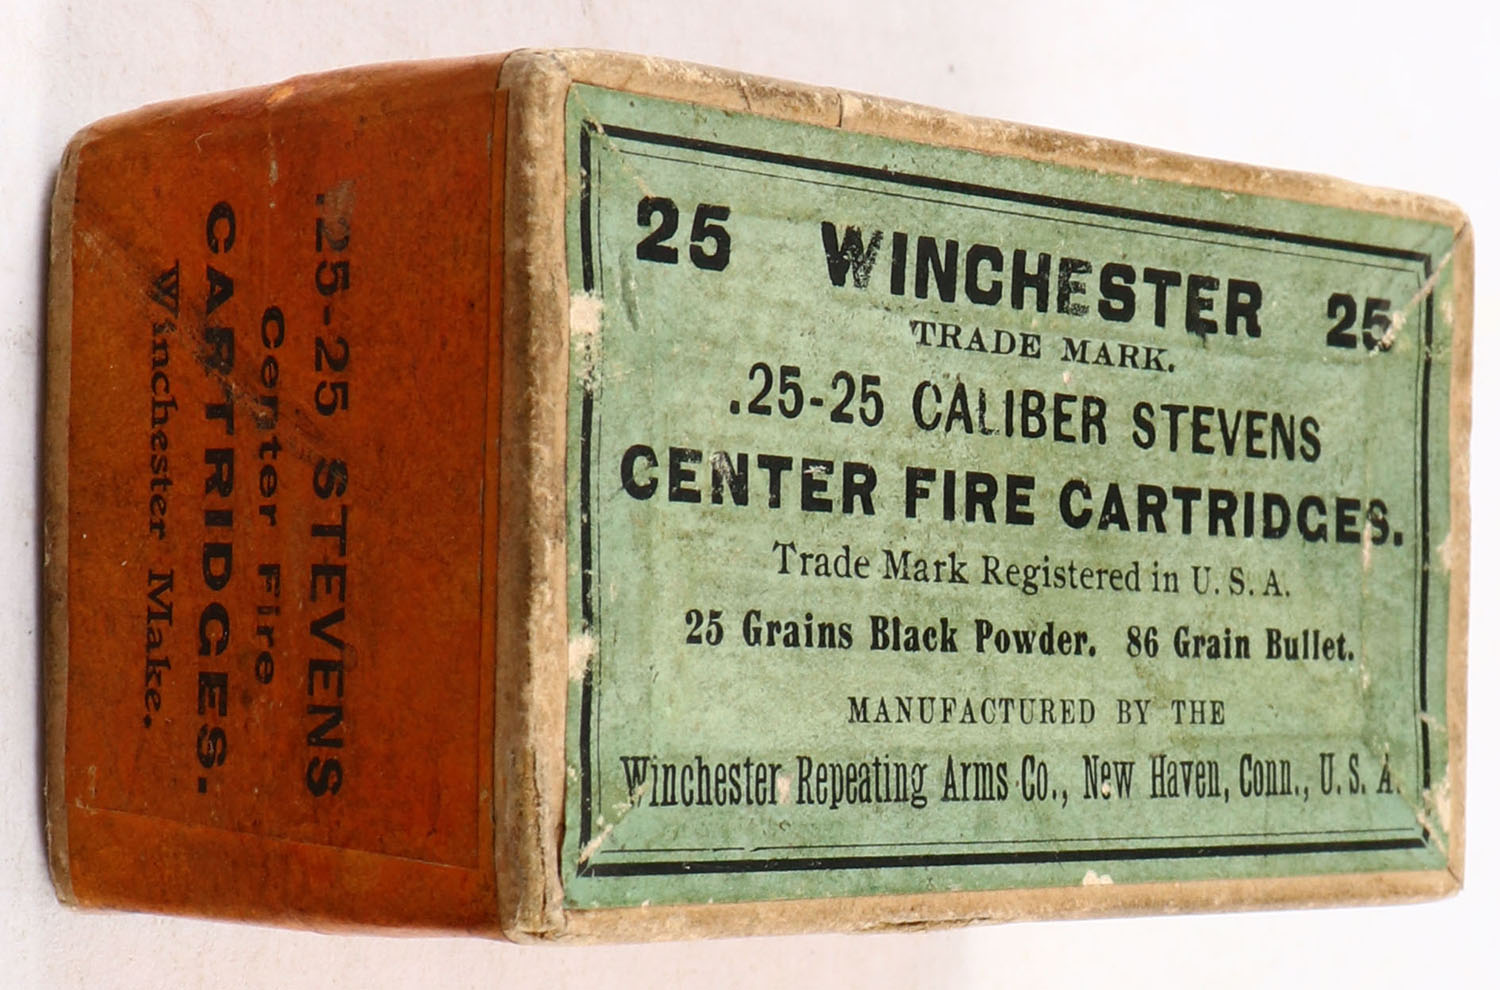 25 WINCHESTER 25
TRADE MARK.
.25-25 CALIBER STEVENS
CENTER FIRE CARTRIDGES.
Trade Mark Registered in U. S. A.
25 Grains Black Powder. 86 Grain Bullet.
MANUFACTURED BY THE
Winchester Repeating Arms Co., New Haven, Conn., U. S. A.
.25-25 STEVENS
Center Fire
CARTRIDGES.
Winchester Make.